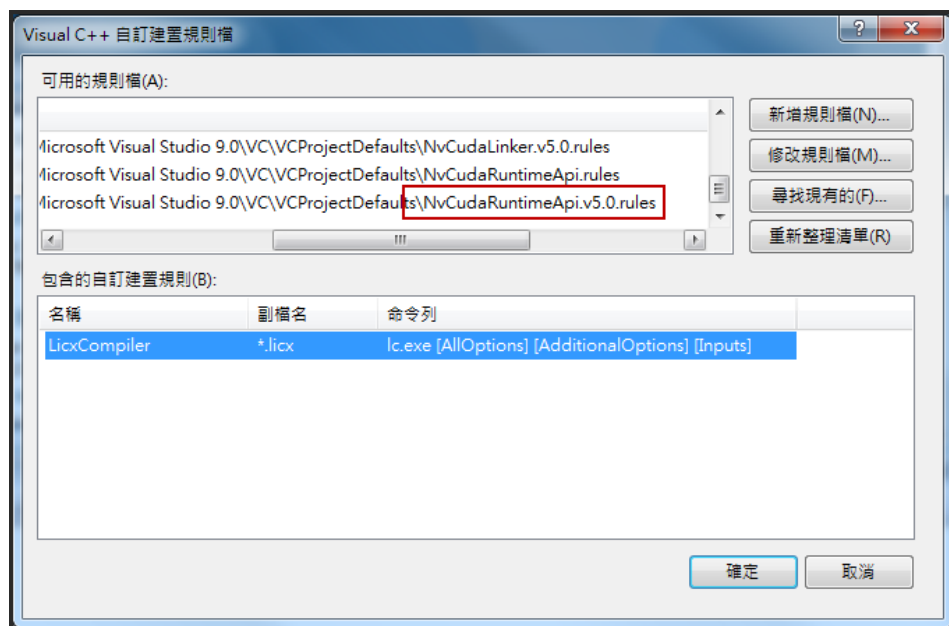 Visual C++ 自訂建置規則檔
可用的規則檔(A):
Microsoft Visual Studio 9.0\VC\VCProjectDefaults\NvCudaLinker.v5.0.rules
Microsoft Visual Studio 9.0\VC\VCProjectDefaults\NvCudaRuntimeApi.rules
Microsoft Visual Studio 9.0\VC\VCProjectDefaults\NvCudaRuntimeApi.v5.0.rules
新增規則檔(N)...
修改規則檔(M)...
尋找現有的(F)...
重新整理清單(R)
包含的自訂建置規則(B):
名稱 副檔名 命令列
LicxCompiler *.licx lc.exe [AllOptions] [AdditionalOptions] [Inputs]
確定 取消